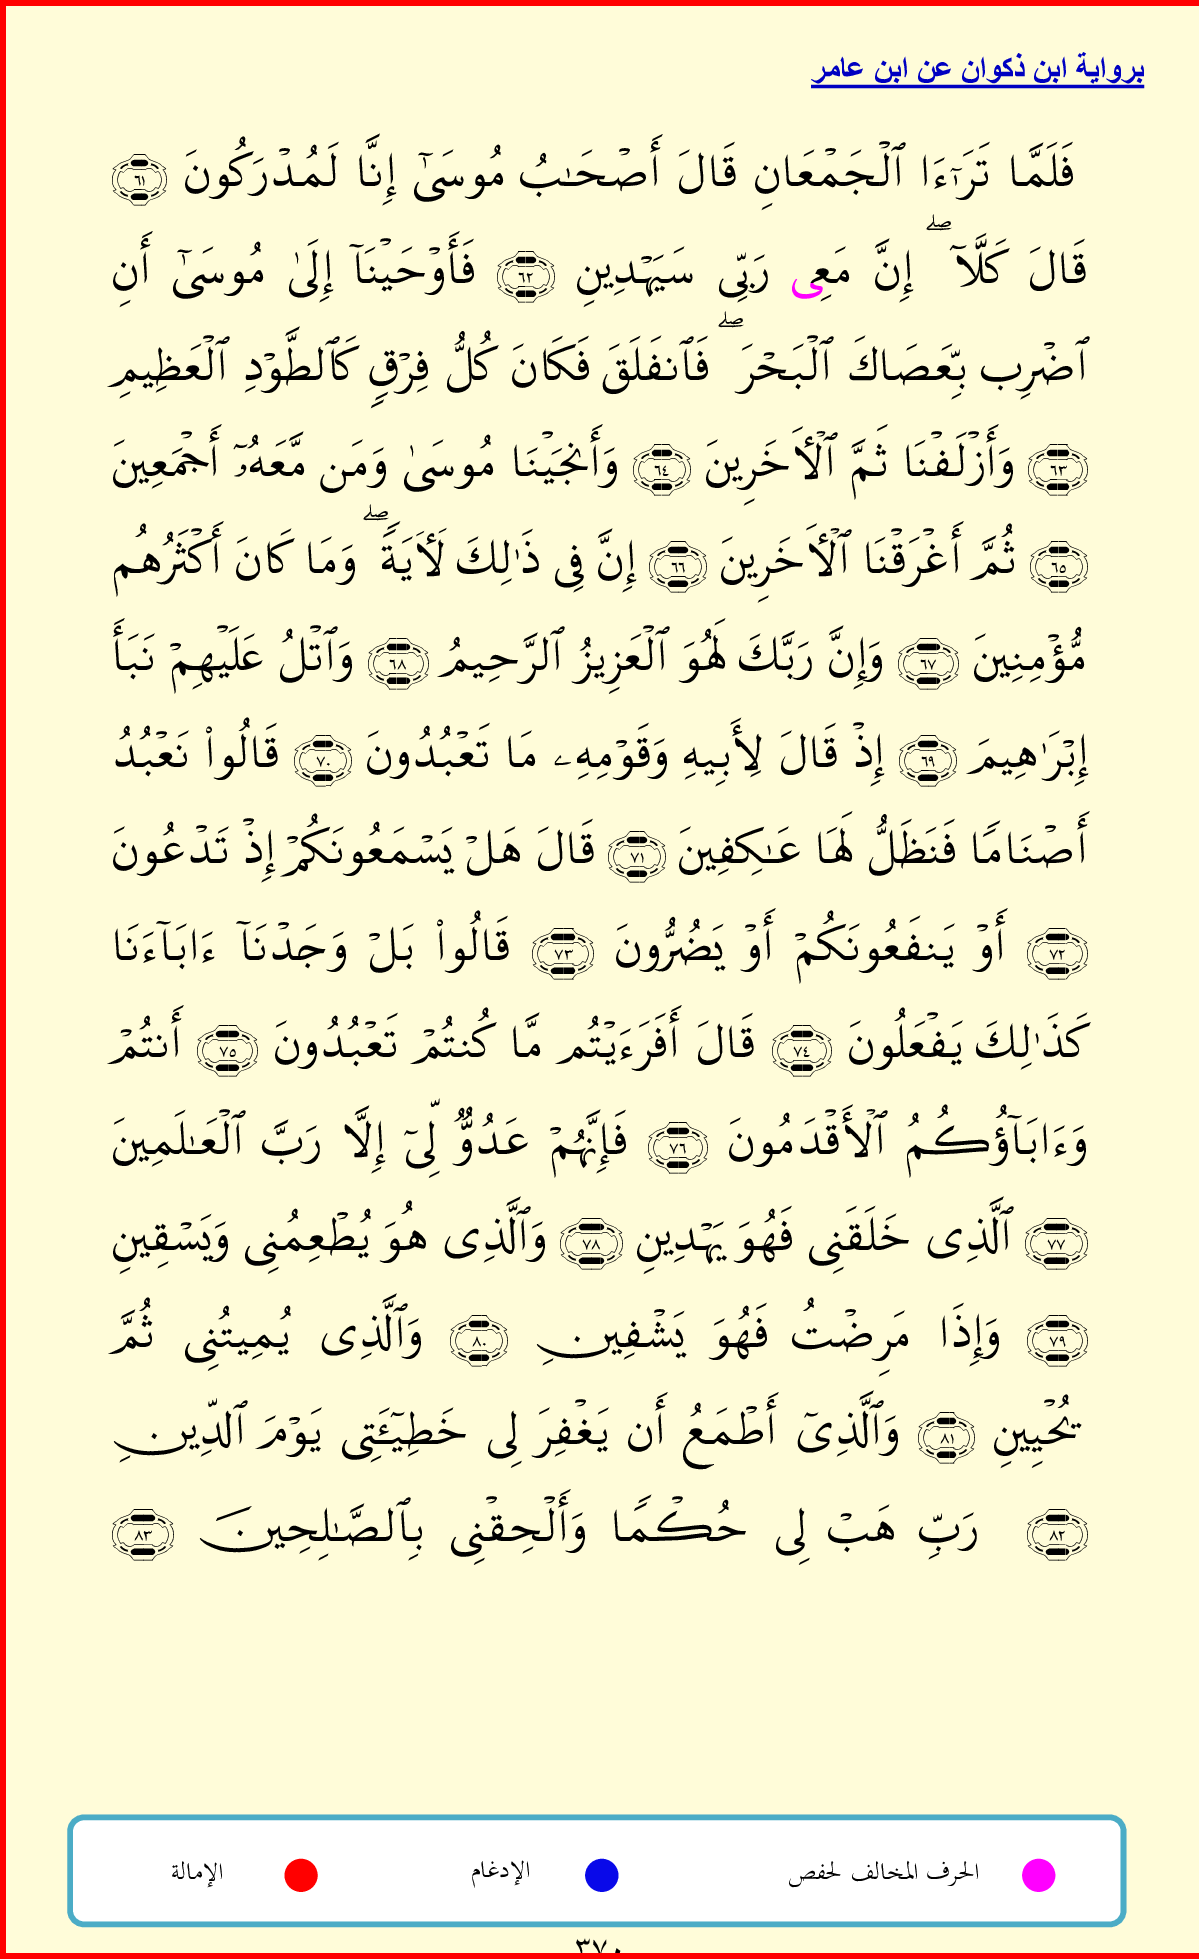 برواية ابن ذكوان عن ابن عامر
فَلَمَّا تَرَٰٓءَا ٱلْجَمْعَانِ قَالَ أَصْحَـٰبُ مُوسَىٰٓ إِنَّا لَمُدْرَكُونَ ٦١
قَالَ كَلَّآ ۖ إِنَّ مَعِى رَبِّى سَيَهْدِينِ ٦٢ فَأَوْحَيْنَآ إِلَىٰ مُوسَىٰٓ أَنِ
ٱضْرِب بِّعَصَاكَ ٱلْبَحْرَ ۖ فَٱنفَلَقَ فَكَانَ كُلُّ فِرْقٍ كَٱلطَّوْدِ ٱلْعَظِيمِ
٦٣ وَأَزْلَفْنَا ثَمَّ ٱلْأَخَرِينَ ٦٤ وَأَنجَيْنَا مُوسَىٰ وَمَن مَّعَهُۥٓ أَجْمَعِينَ
٦٥ ثُمَّ أَغْرَقْنَا ٱلْأَخَرِينَ ٦٦ إِنَّ فِى ذَٰلِكَ لَأَيَةً ۖ وَمَا كَانَ أَكْثَرُهُم
مُّؤْمِنِينَ ٦٧ وَإِنَّ رَبَّكَ لَهُوَ ٱلْعَزِيزُ ٱلرَّحِيمُ ٦٨ وَٱتْلُ عَلَيْهِمْ نَبَأَ
إِبْرَٰهِيمَ ٦٩ إِذْ قَالَ لِأَبِيهِ وَقَوْمِهِۦ مَا تَعْبُدُونَ ٧٠ قَالُوا۟ نَعْبُدُ
أَصْنَامًا فَنَظَلُّ لَهَا عَـٰكِفِينَ ٧١ قَالَ هَلْ يَسْمَعُونَكُمْ إِذْ تَدْعُونَ
٧٢ أَوْ يَنفَعُونَكُمْ أَوْ يَضُرُّونَ ٧٣ قَالُوا۟ بَلْ وَجَدْنَآ ءَابَآءَنَا
كَذَٰلِكَ يَفْعَلُونَ ٧٤ قَالَ أَفَرَءَيْتُم مَّا كُنتُمْ تَعْبُدُونَ ٧٥ أَنتُمْ
وَءَابَآؤُكُمُ ٱلْأَقْدَمُونَ ٧٦ فَإِنَّهُمْ عَدُوٌّ لِّىٓ إِلَّا رَبَّ ٱلْعَـٰلَمِينَ
٧٧ ٱلَّذِى خَلَقَنِى فَهُوَ يَهْدِينِ ٧٨ وَٱلَّذِى هُوَ يُطْعِمُنِى وَيَسْقِينِ
٧٩ وَإِذَا مَرِضْتُ فَهُوَ يَشْفِينِ ٨٠ وَٱلَّذِى يُمِيتُنِى ثُمَّ
يُحْيِينِ ٨١ وَٱلَّذِىٓ أَطْمَعُ أَن يَغْفِرَ لِى خَطِيٓـَٔتِى يَوْمَ ٱلدِّينِ
٨٢ رَبِّ هَبْ لِى حُكْمًا وَأَلْحِقْنِى بِٱلصَّـٰلِحِينَ ٨٣
الحرف المخالف لحفص الإدغام الإمالة
٣٧٠